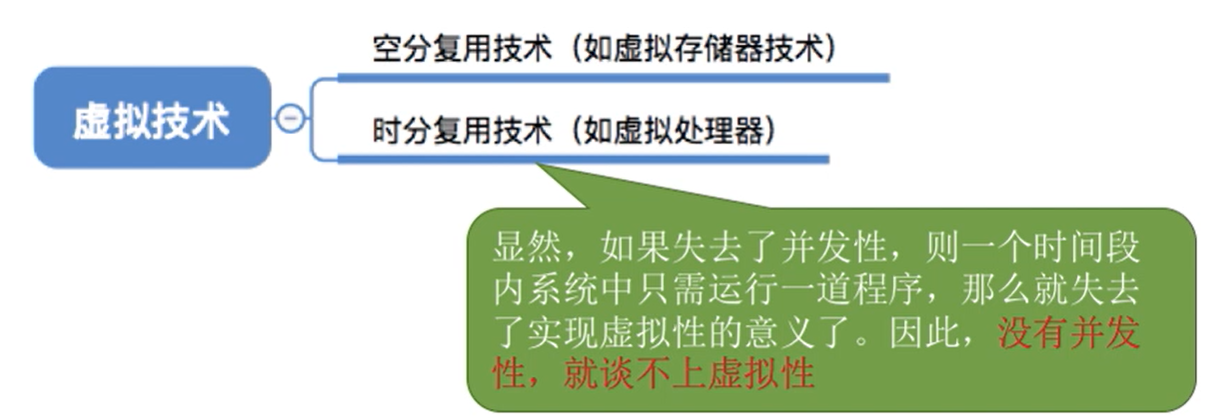 空分复用技术（如虚拟存储器技术）
虚拟技术
时分复用技术（如虚拟处理器）
显然，如果失去了并发性，则一个时间段
内系统中只需运行一道程序，那么就失去
了实现虚拟性的意义了。因此，没有并发
性，就谈不上虚拟性